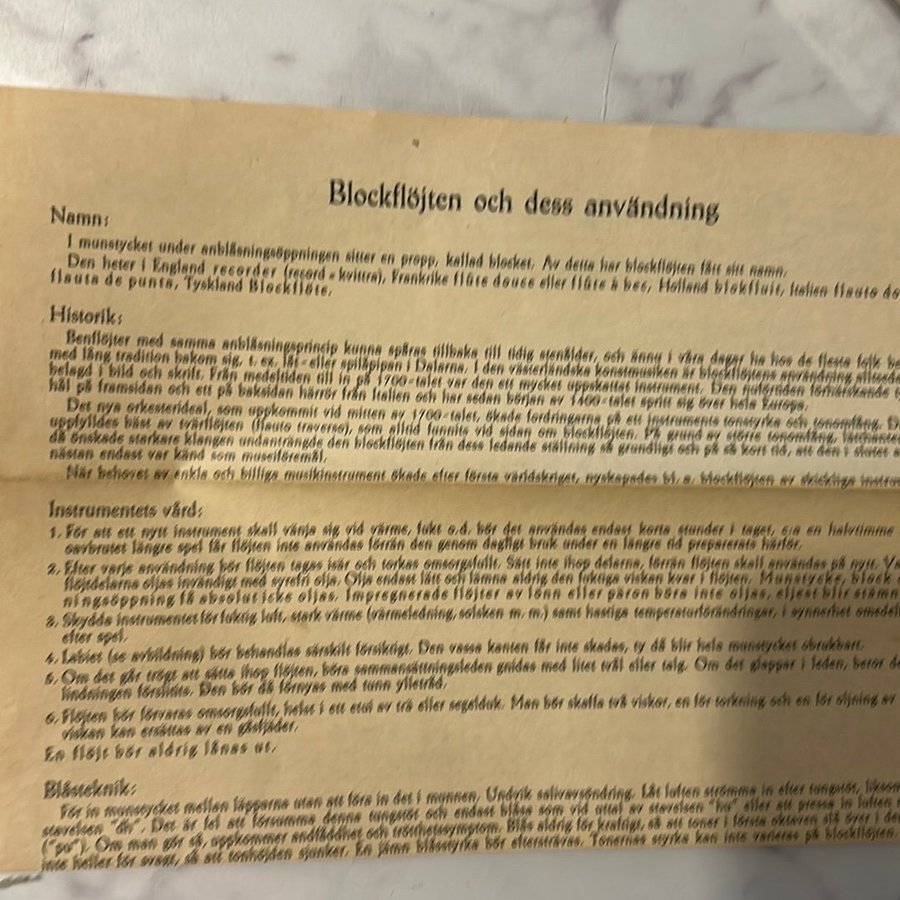 Blockflöjten och dess användning
Namn:
I munstycket under anblåsningsöppningen sitter en propp, kallad blocket. Av detta har blockflöjten fått sitt namn.
Den heter i England recorder (record = kvittra), Frankrike flûte douce eller flûte à bec, Holland blokfluit, Italien flauto
flauta de punta, Tyskland Blockflöte.
Historik:
Benflöjter med samma anblåsningsprincip kunna spåras tillbaka till tidig stenålder, och ännu i våra dagar ha hos de flesta folk
med lång tradition bakom sig, t. ex. låt- eller spilåpipan i Dalarna. I den västerländska konstmusiken är blockflöjtens användning
belagd i bild och skrift. Från medeltiden till in på 1700-talet var den ett mycket uppskattat instrument. Den nuförtiden förhärskande
hål på framsidan och ett på baksidan härrör från Italien och har sedan början av 1400-talet spritt sig över hela Europa.
Det nya orkesterideal, som uppkommit vid mitten av 1700-talet, ökade fordringarna på ett instruments tonstyrka och tonomfång.
uppfylldes bäst av tvärflöjten (flauto traverso), som alltid funnits vid sidan om blockflöjten. På grund av större tonomfång,
då önskade starkare klangen undanträngde den blockflöjten från dess ledande ställning så grundligt och på så kort tid, att den i slutet
nästan endast var känd som museiföremål.
När behovet av enkla och billiga musikinstrument ökade efter första världskriget, nyskapades bl. a. blockflöjten av skickliga
Instrumentets vård:
1. För att ett nytt instrument skall vänja sig vid värme, fukt o.d. bör det användas endast korta stunder i taget, c:a en halvtimme
oavbrutet längre spel får flöjten inte användas förrän den genom dagligt bruk under en längre tid preparerats härför.
2. Efter varje användning bör flöjten tagas isär och torkas omsorgsfullt. Sätt inte ihop delarna, förrän flöjten skall användas på nytt.
flöjtdelarna oljas invändigt med syrefri olja. Olja endast lätt och lämna aldrig den fuktiga viskan kvar i flöjten. Munstycke, block
ningsöppning få absolut icke oljas. Impregnerade flöjter av lönn eller päron böra inte oljas, eljest blir
3. Skydda instrumentet för fuktig luft, stark värme (värmeledning, solsken m. m.) samt hastiga temperaturförändringar, i synnerhet
efter spel.
4. Labiet (se avbildning) bör behandlas särskilt försiktigt. Den vassa kanten får inte skadas, ty då blir hela munstycket obrukbart.
5. Om det går trögt att sätta ihop flöjten, böra sammansättningsleden gnidas med litet tvål eller talg. Om det glappar i leden, beror
lindningen förslitits. Den bör då förnyas med tunn ylletråd.
6. Flöjten bör förvaras omsorgsfullt, helst i ett etui av trä eller segelduk. Man bör skaffa två viskor, en för torkning och en för oljning av
viskan kan ersättas av en gåsfjäder.
En flöjt bör aldrig lånas ut.
Blåsteknik:
För in munstycket mellan läpparna utan att föra in det i munnen. Undvik salivavsöndring. Låt luften strömma in efter tungstöt,
stavelsen "dh". Det är fel att försumma denna tungstöt och endast blåsa som vid uttal av stavelsen "hu" eller att pressa in luften
("pu"). Om man gör så, uppkommer andfåddhet och trötthetssymptom. Blås aldrig för kraftigt, så att toner i första oktaven slå över i
inte heller för svagt, så att tonhöjden sjunker. En jämn blåsstyrka bör eftersträvas. Tonernas styrka kan inte varieras på blockflöjten.